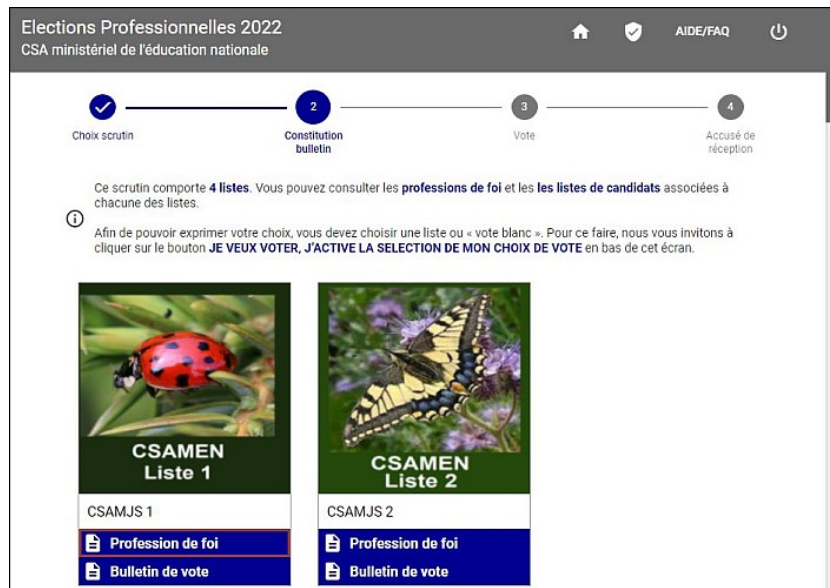 Elections Professionnelles 2022
CSA ministériel de l'éducation nationale
AIDE/FAQ
2
3
4
Choix scrutin
Constitution
bulletin
Vote
Accusé de
réception
Ce scrutin comporte 4 listes. Vous pouvez consulter les professions de foi et les les listes de candidats associées à
chacune des listes.
Afin de pouvoir exprimer votre choix, vous devez choisir une liste ou « vote blanc ». Pour ce faire, nous vous invitons à
cliquer sur le bouton JE VEUX VOTER, J'ACTIVE LA SELECTION DE MON CHOIX DE VOTE en bas de cet écran.
CSAMEN
Liste 1
CSAMJS 1
Profession de foi
Bulletin de vote
CSAMEN
Liste 2
CSAMJS 2
Profession de foi
Bulletin de vote